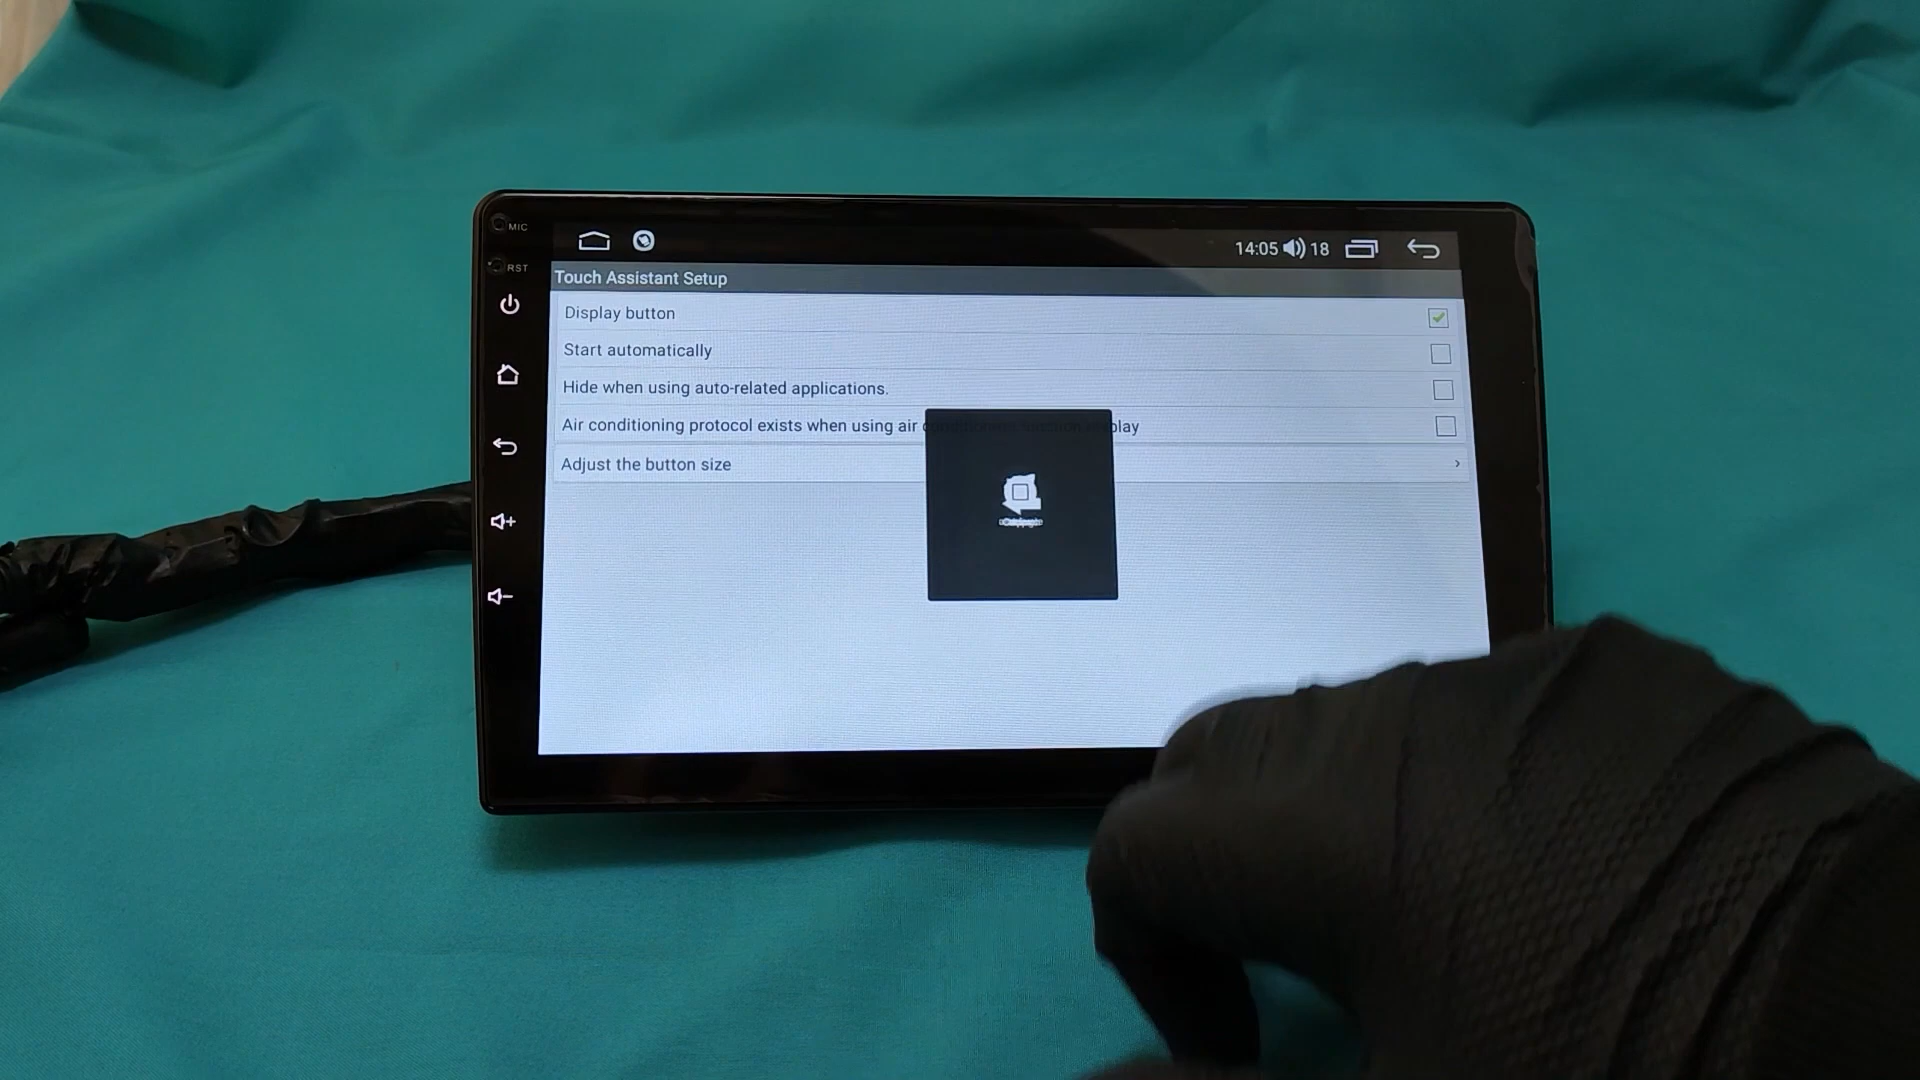 MIC
14:05 18
RST
Touch Assistant Setup
Display button
Start automatically
Hide when using auto-related applications.
Air conditioning protocol exists when using air
Adjust the button size